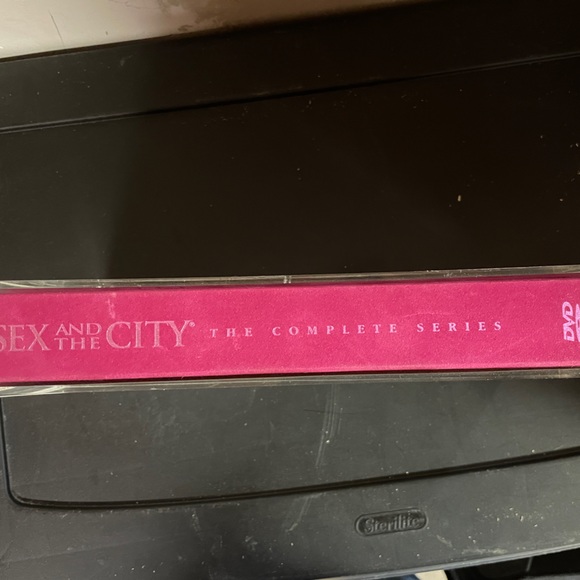 SEX AND THE CITY® THE COMPLETE SERIES
DVD
Sterilite